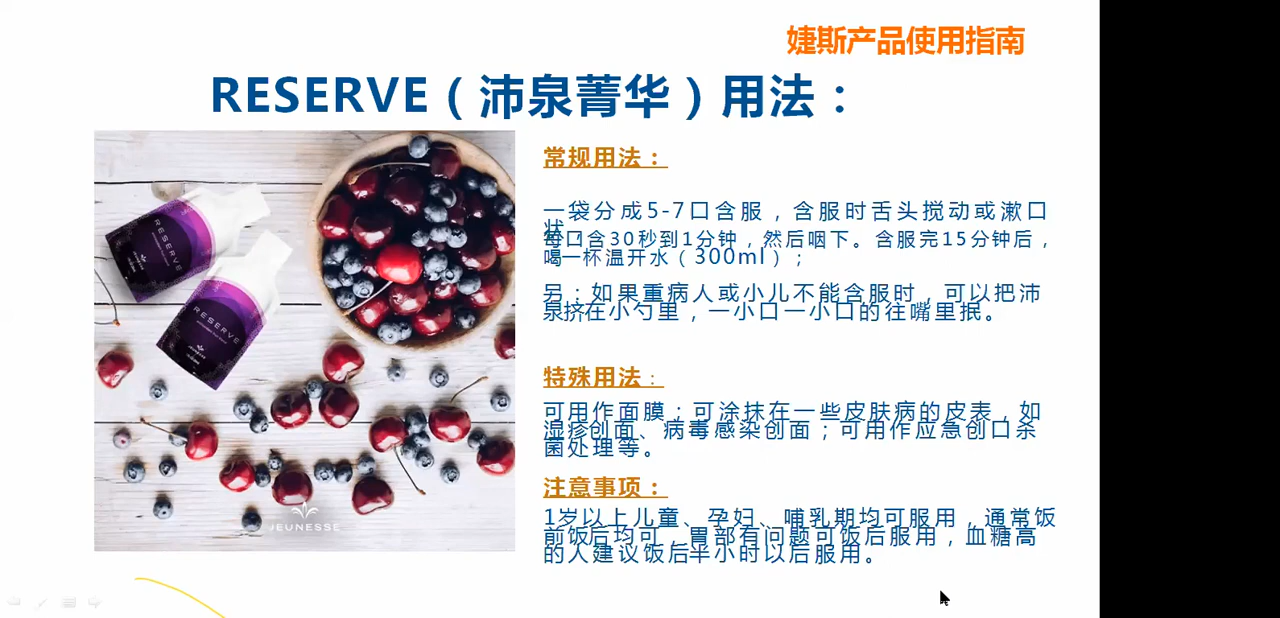 婕斯产品使用指南
RESERVE（沛泉菁华）用法：
常规用法：
一袋分成5-7口含服，含服时舌头搅动或漱口
状，
每口含30秒到1分钟，然后咽下。含服完15分钟后，
喝一杯温开水（300ml）；
另：如果重病人或小儿不能含服时，可以把沛
泉挤在小勺里，一小口一小口的往嘴里抿。
特殊用法：
可用作面膜；可涂抹在一些皮肤病的皮表，如
湿疹创面、病毒感染创面；可用作应急创口杀
菌处理等。
注意事项：
1岁以上儿童、孕妇、哺乳期均可服用，通常饭
前饭后均可，胃部有问题可饭后服用，血糖高
的人建议饭后半小时以后服用。
RESERVE
RESERVE
JEUNESSE